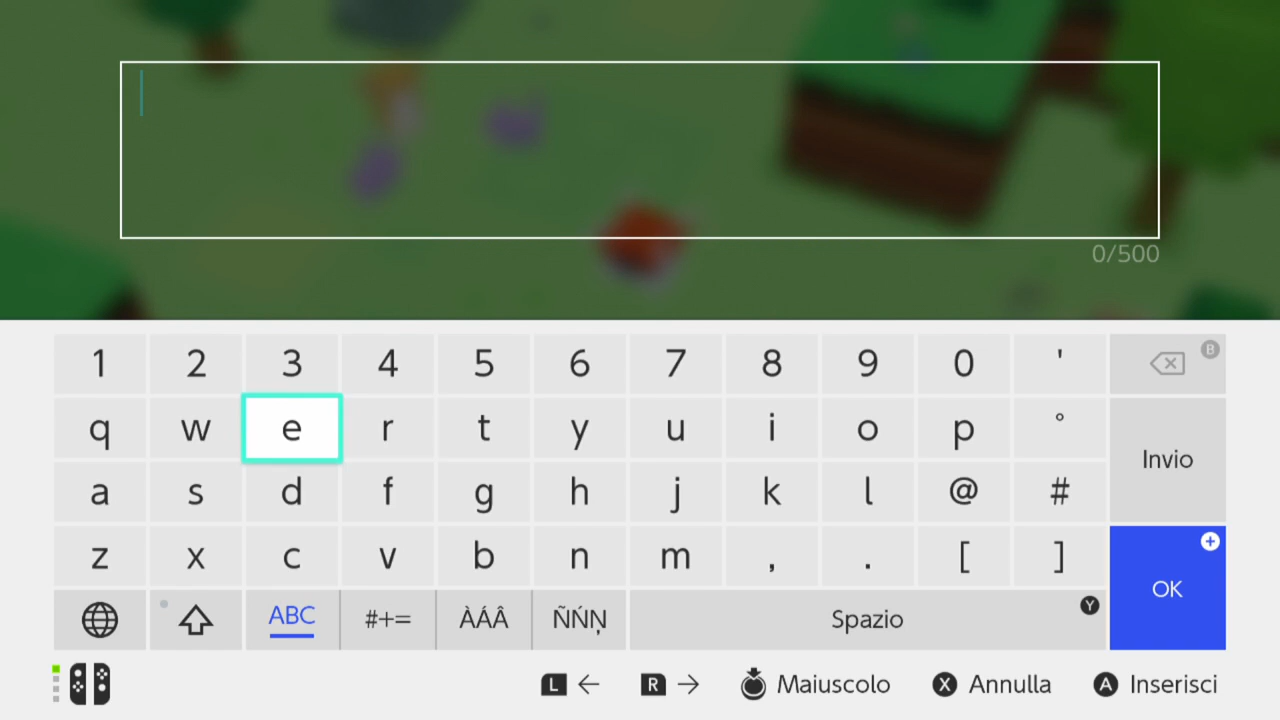 0/500
1 2 3 4 5 6 7 8 9 0 ' B
q w e r t y u i o p ° Invio
a s d f g h j k l @ #
z x c v b n m , . [ ] OK
ABC #+= ÀÁÂ ÑŃŅ Spazio Y
L ← R → Maiuscolo X Annulla A Inserisci